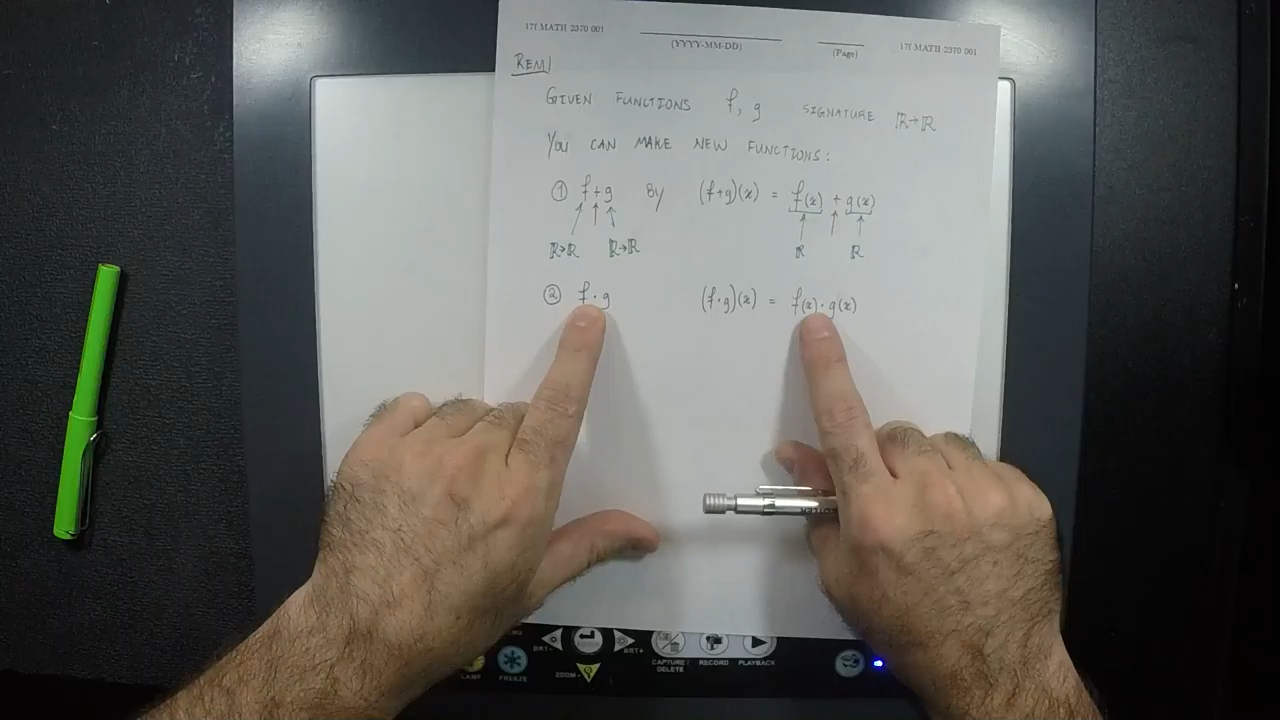 17f MATH 2370 001 (YYYY-MM-DD) (Page) 17f MATH 2370 001
REM
GIVEN FUNCTIONS f, g SIGNATURE ℝ→ℝ
YOU CAN MAKE NEW FUNCTIONS:
① f+g BY (f+g)(x) = f(x) + g(x)
ℝ→ℝ ℝ→ℝ ℝ ℝ
② f·g (f·g)(x) = f(x)·g(x)
BRT- BRT+
LAMP FREEZE ZOOM- CAPTURE/ DELETE RECORD PLAYBACK